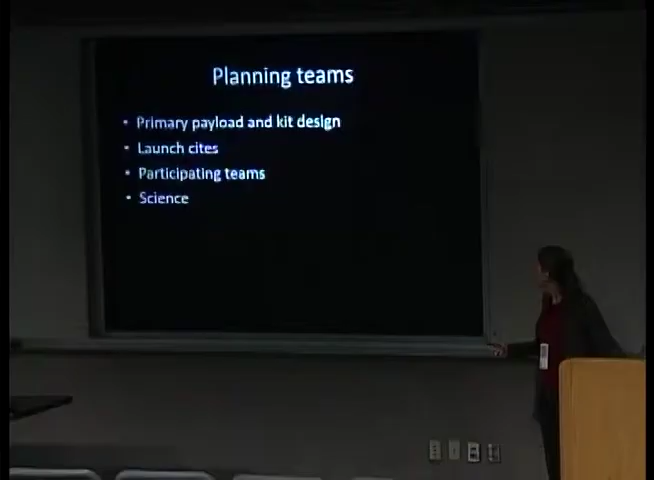 Planning teams
• Primary payload and kit design
• Launch cites
• Participating teams
• Science